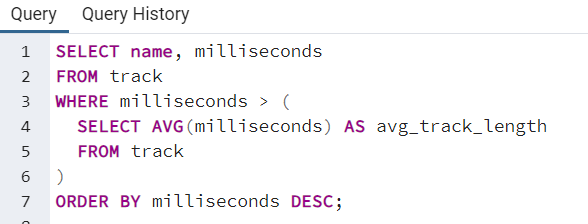 Query Query History
1 SELECT name, milliseconds
2 FROM track
3 WHERE milliseconds > (
4 SELECT AVG(milliseconds) AS avg_track_length
5 FROM track
6 )
7 ORDER BY milliseconds DESC;